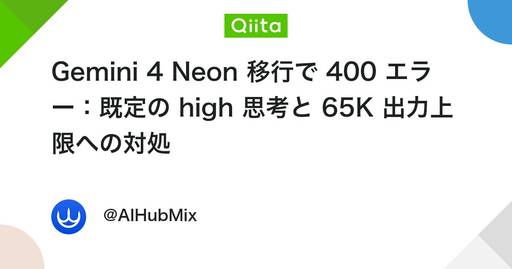 Qiita
Gemini 4 Neon 移行で 400 エラ
ー：既定の high 思考と 65K 出力上
限への対処
@AIHubMix